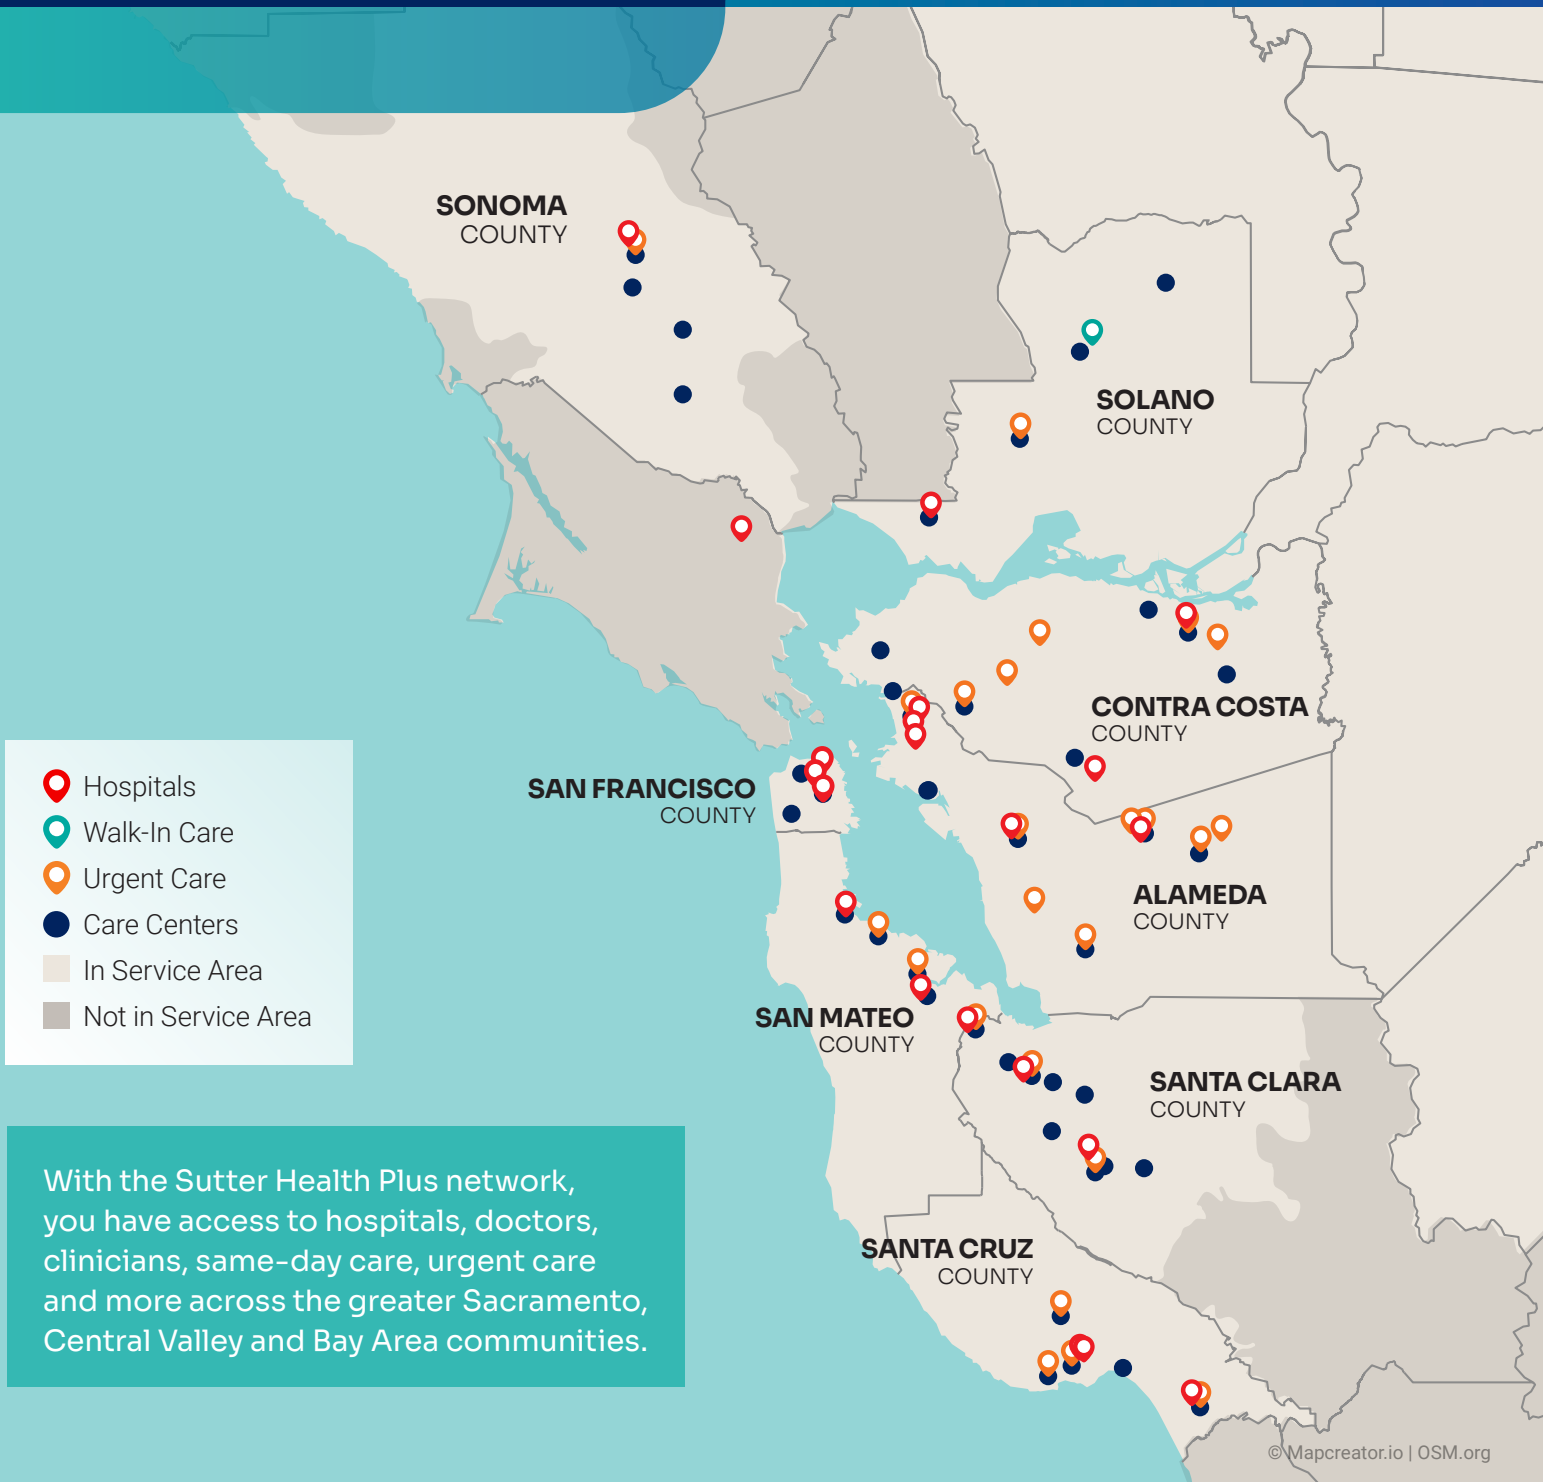 SONOMA
COUNTY
SOLANO
COUNTY
CONTRA COSTA
COUNTY
SAN FRANCISCO
COUNTY
Hospitals
Walk-In Care
Urgent Care
Care Centers
In Service Area
Not in Service Area
ALAMEDA
COUNTY
SAN MATEO
COUNTY
SANTA CLARA
COUNTY
With the Sutter Health Plus network,
you have access to hospitals, doctors,
clinicians, same-day care, urgent care
and more across the greater Sacramento,
Central Valley and Bay Area communities.
SANTA CRUZ
COUNTY
© Mapcreator.io | OSM.org